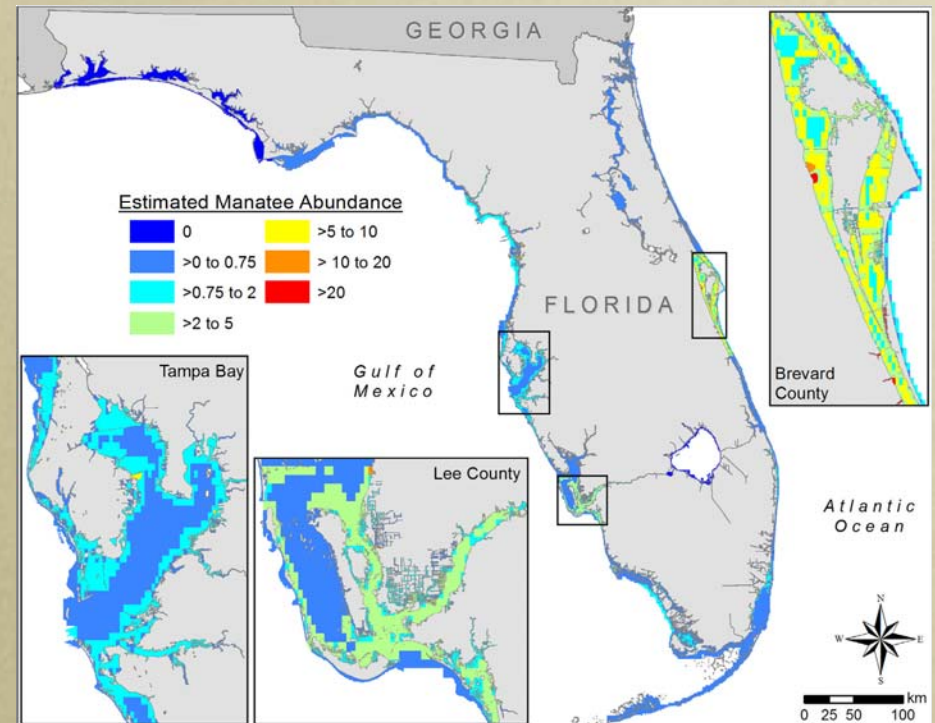 GEORGIA
Estimated Manatee Abundance
0
>0 to 0.75
>0.75 to 2
>2 to 5
>5 to 10
> 10 to 20
>20
FLORIDA
Gulf of
Mexico
Tampa Bay
Lee County
Brevard
County
Atlantic
Ocean
N
W
E
S
km
0 25 50 100